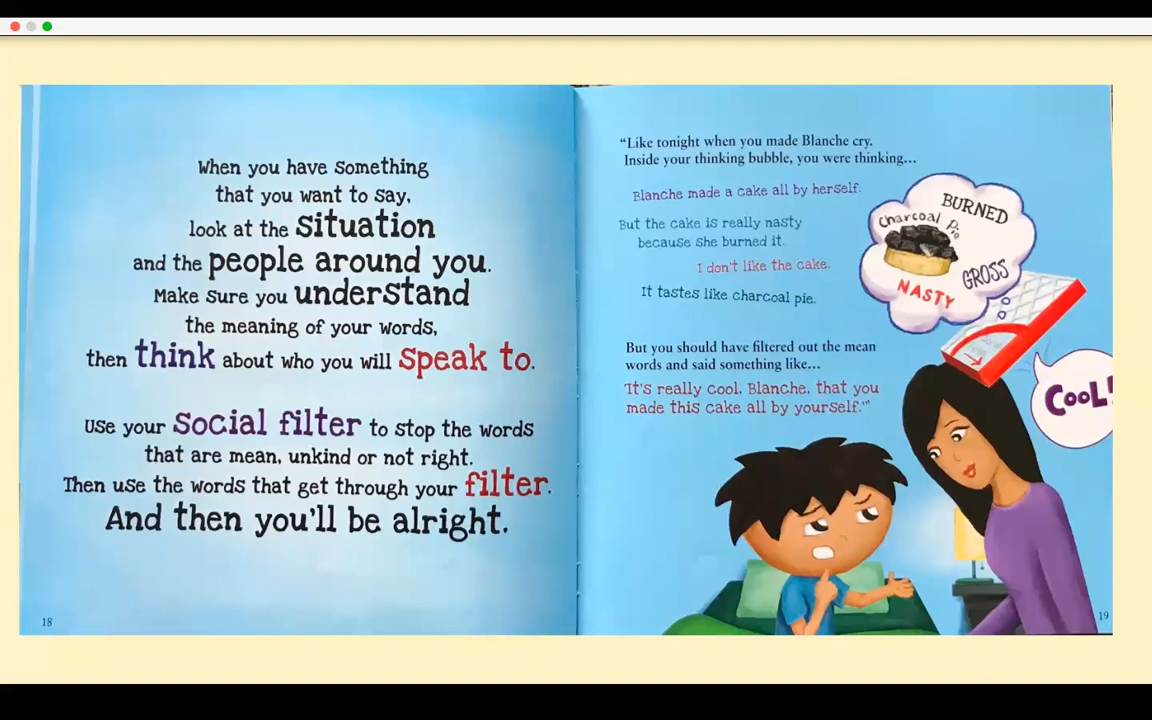 When you have something
that you want to say,
look at the situation
and the people around you.
Make sure you understand
the meaning of your words,
then think about who you will speak to.
Use your social filter to stop the words
that are mean, unkind or not right.
Then use the words that get through your filter.
And then you'll be alright.
18
"Like tonight when you made Blanche cry.
Inside your thinking bubble, you were thinking...
Blanche made a cake all by herself.
But the cake is really nasty
because she burned it.
I don't like the cake.
It tastes like charcoal pie.
But you should have filtered out the mean
words and said something like...
'It's really cool, Blanche, that you
made this cake all by yourself.'"
BURNED
Charcoal Pie
GROSS
NASTY
COOL!
19